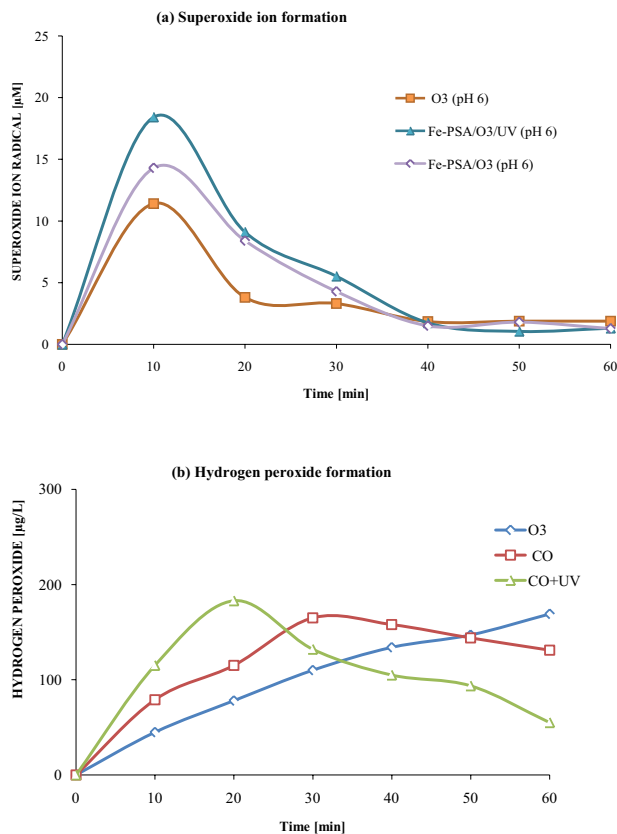 (a) Superoxide ion formation
SUPEROXIDE ION RADICAL [µM]
25
20
15
10
5
0
O3 (pH 6)
Fe-PSA/O3/UV (pH 6)
Fe-PSA/O3 (pH 6)
0 10 20 30 40 50 60
Time [min]
(b) Hydrogen peroxide formation
HYDROGEN PEROXIDE [µg/L]
300
200
100
0
O3
CO
CO+UV
0 10 20 30 40 50 60
Time [min]